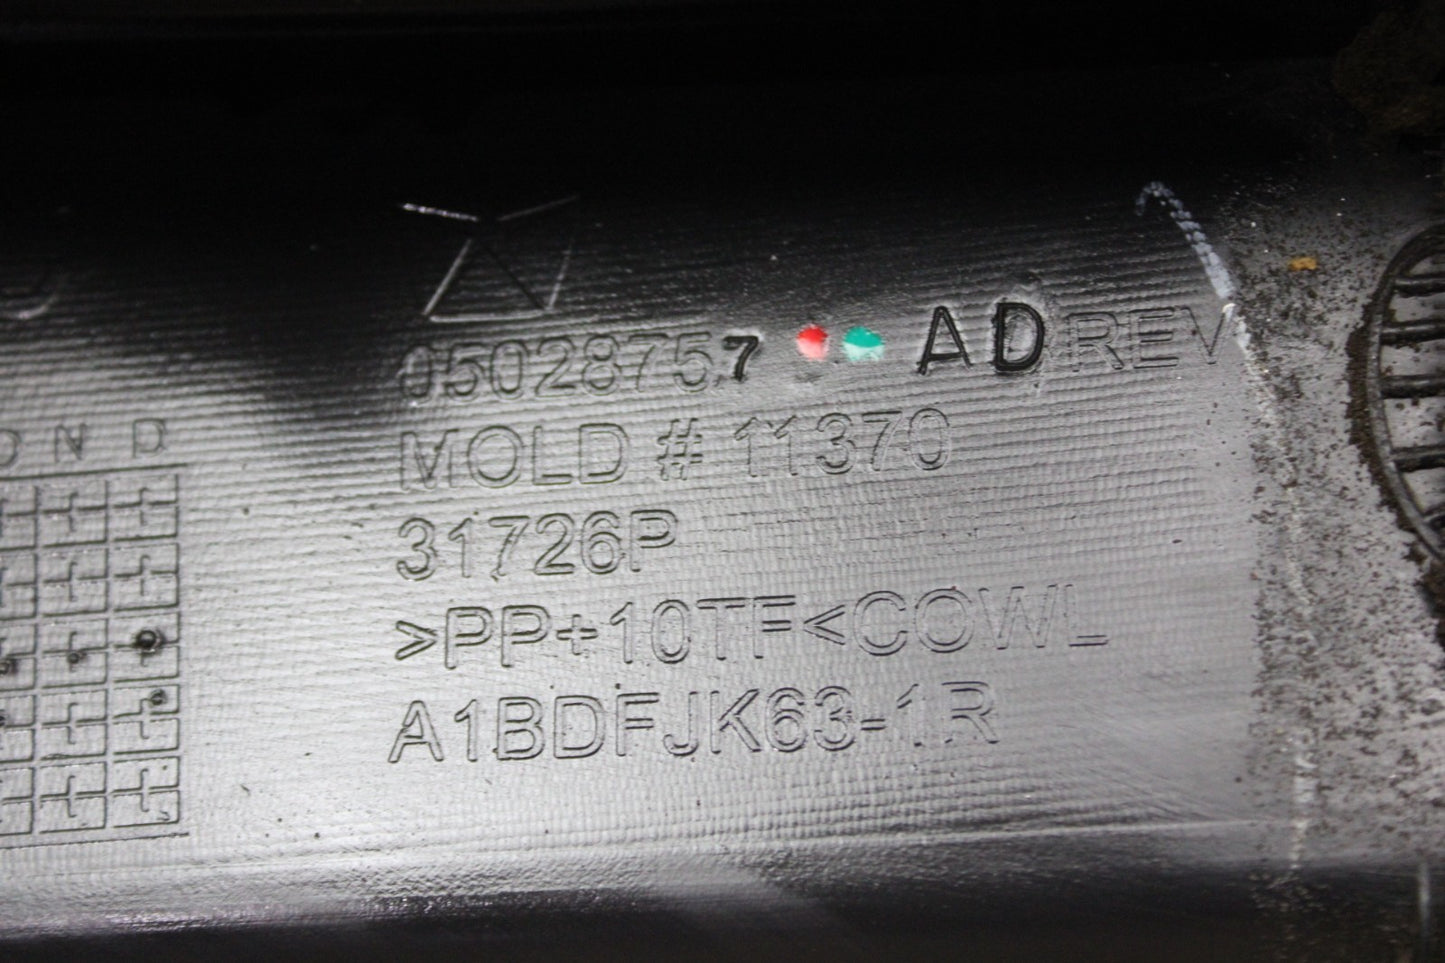 05028757 AD REV
MOLD # 11370
31726P
>PP+10TF<COWL
A1BDFJK63-1R
O N D